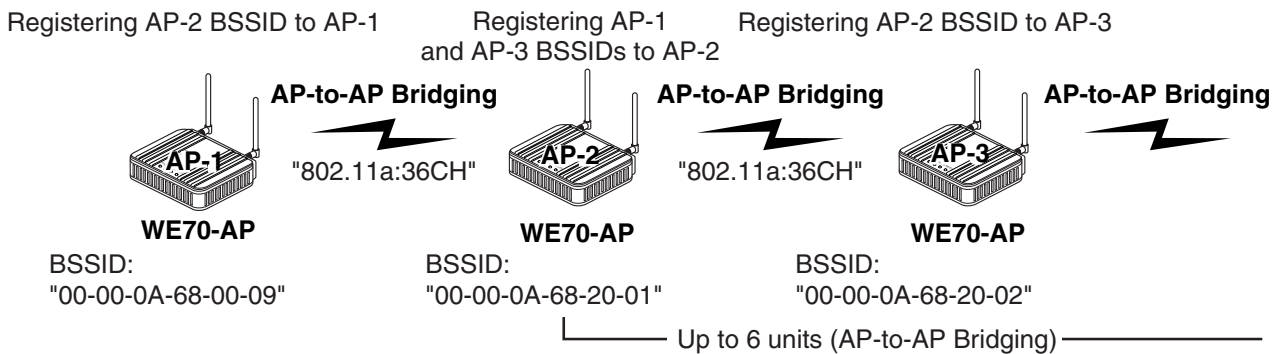 Registering AP-2 BSSID to AP-1
Registering AP-1
and AP-3 BSSIDs to AP-2
Registering AP-2 BSSID to AP-3
AP-to-AP Bridging
AP-to-AP Bridging
AP-to-AP Bridging
AP-1
"802.11a:36CH"
AP-2
"802.11a:36CH"
AP-3
WE70-AP
WE70-AP
WE70-AP
BSSID:
"00-00-0A-68-00-09"
BSSID:
"00-00-0A-68-20-01"
BSSID:
"00-00-0A-68-20-02"
Up to 6 units (AP-to-AP Bridging)